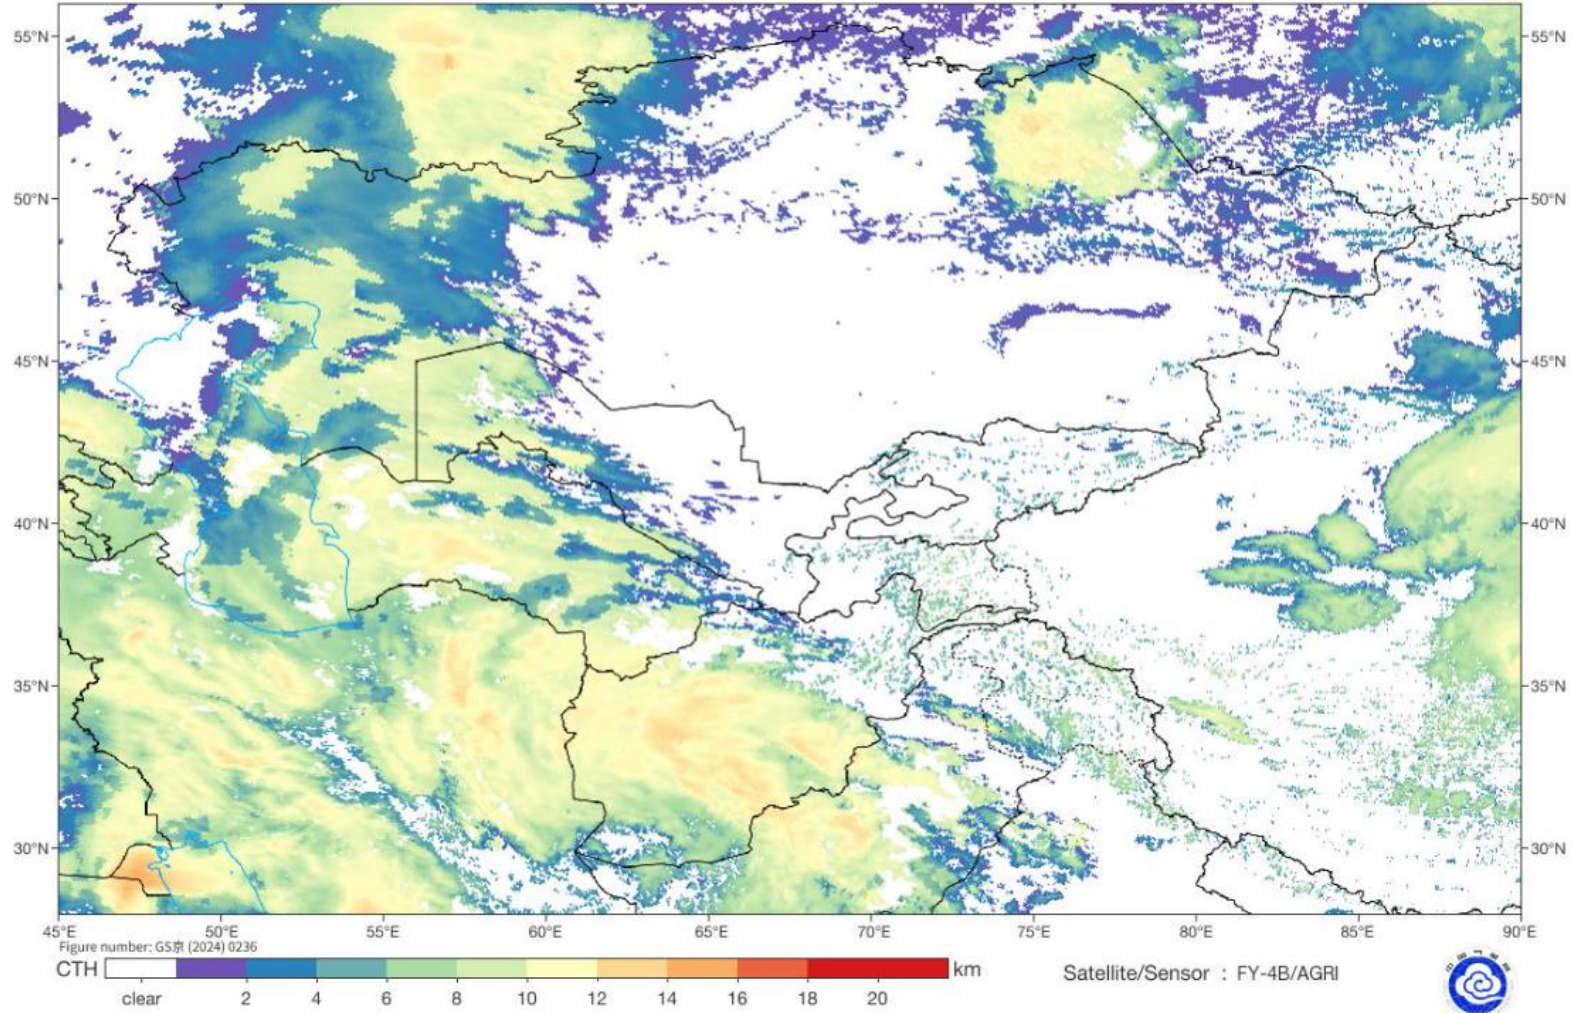 55°N 55°N
50°N 50°N
45°N 45°N
40°N 40°N
35°N 35°N
30°N 30°N
45°E 50°E 55°E 60°E 65°E 70°E 75°E 80°E 85°E 90°E
Figure number: GS京 (2024) 0236
CTH km Satellite/Sensor : FY-4B/AGRI
clear 2 4 6 8 10 12 14 16 18 20